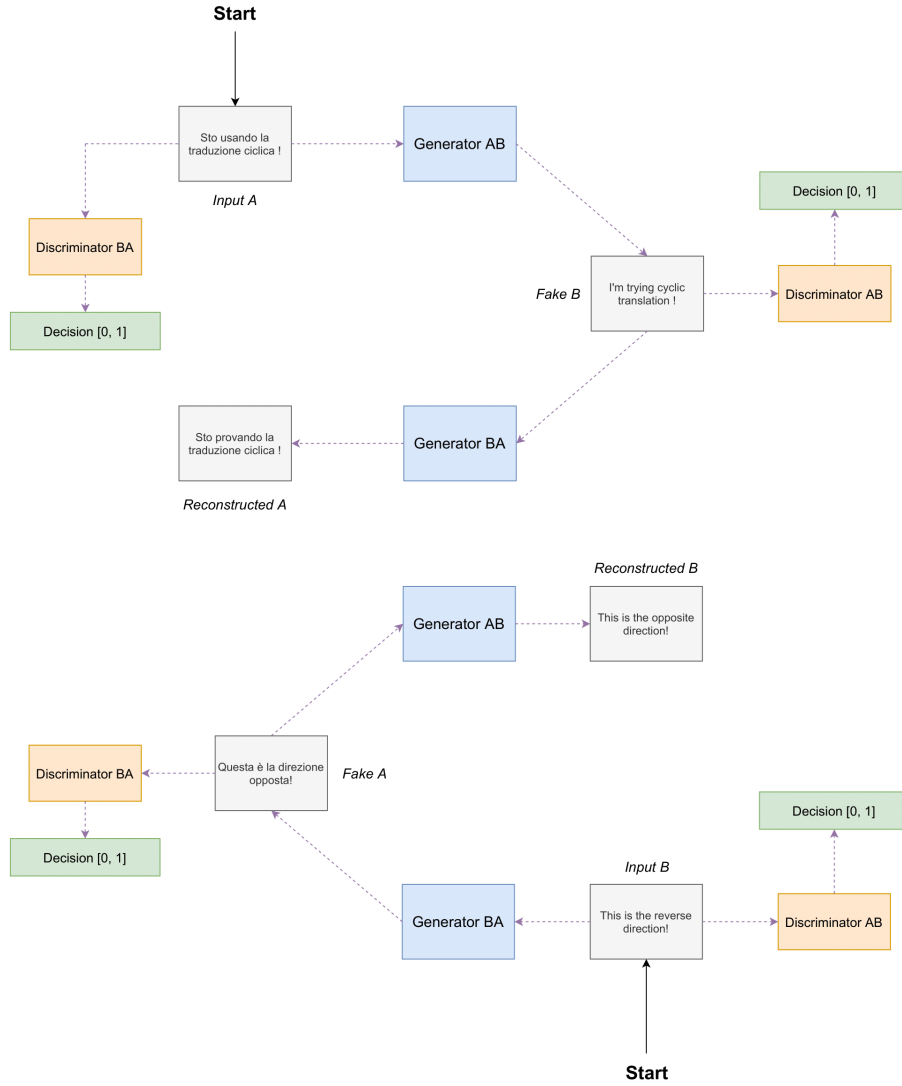 Start
Sto usando la
traduzione ciclica !
Input A
Generator AB
Decision [0, 1]
Discriminator BA
Decision [0, 1]
Fake B
I'm trying cyclic
translation !
Discriminator AB
Sto provando la
traduzione ciclica !
Reconstructed A
Generator BA
Reconstructed B
Generator AB
This is the opposite
direction!
Discriminator BA
Decision [0, 1]
Questa è la direzione
opposta!
Fake A
Decision [0, 1]
Input B
Generator BA
This is the reverse
direction!
Discriminator AB
Start